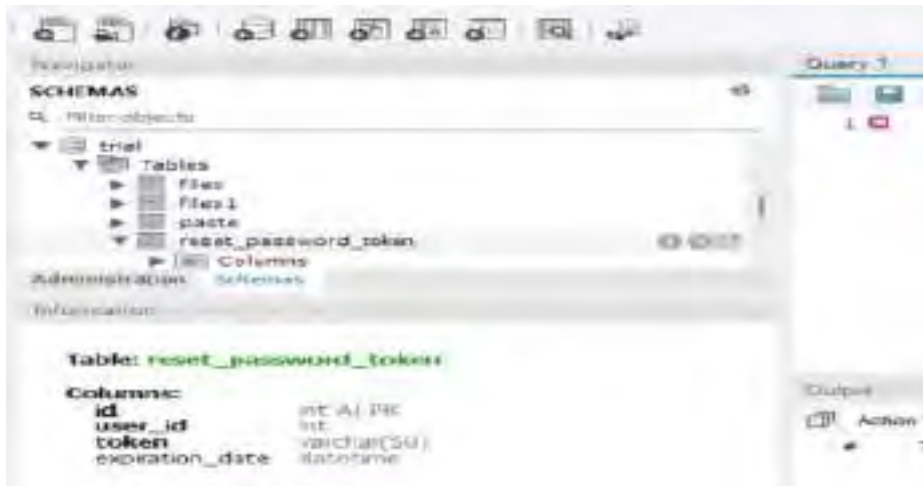 Navigator
Query 1
SCHEMAS
Filter objects
1
trial
Tables
files
files1
paste
reset_password_token
Columns
Administration Schemas
Information
Table: reset_password_token
Columns:
id int AI PK
user_id int
token varchar(50)
expiration_date datetime
Output
Action
#